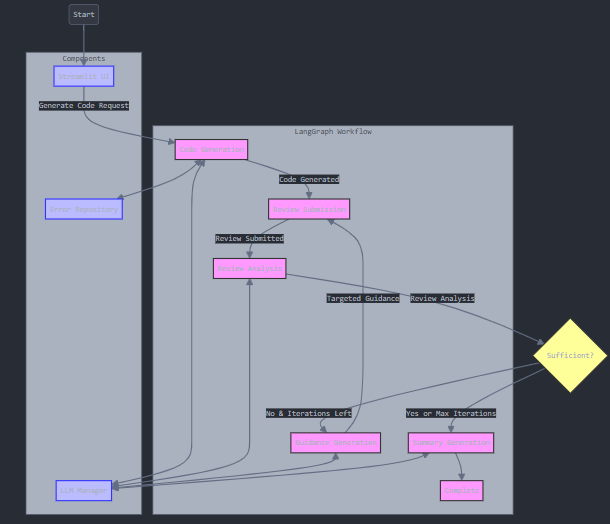 Start
Components
Streamlit UI
Generate Code Request
LangGraph Workflow
Code Generation
Code Generated
Error Repository
Review Submission
Review Submitted
Review Analysis
Targeted Guidance
Review Analysis
Sufficient?
No & Iterations Left
Yes or Max Iterations
Guidance Generation
Summary Generation
LLM Manager
Complete